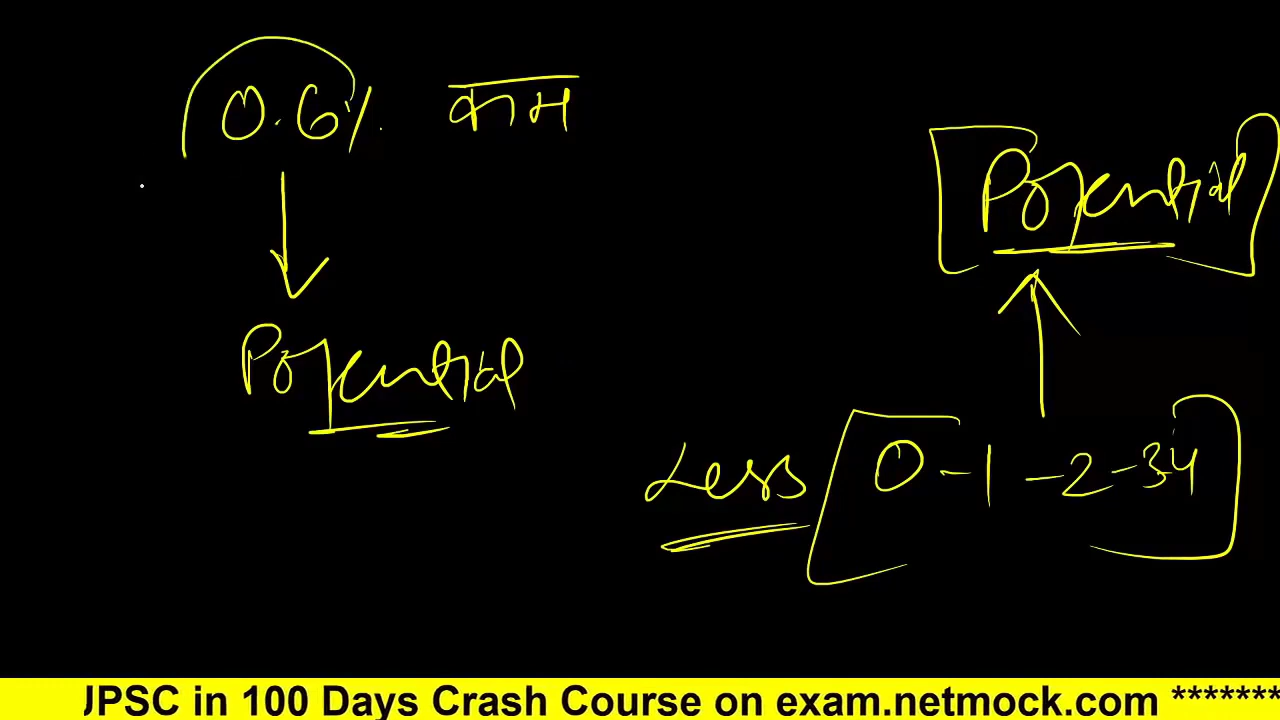 0.6% काम
Potential
Potential
Less 0-1-2-34
JPSC in 100 Days Crash Course on exam.netmock.com *******